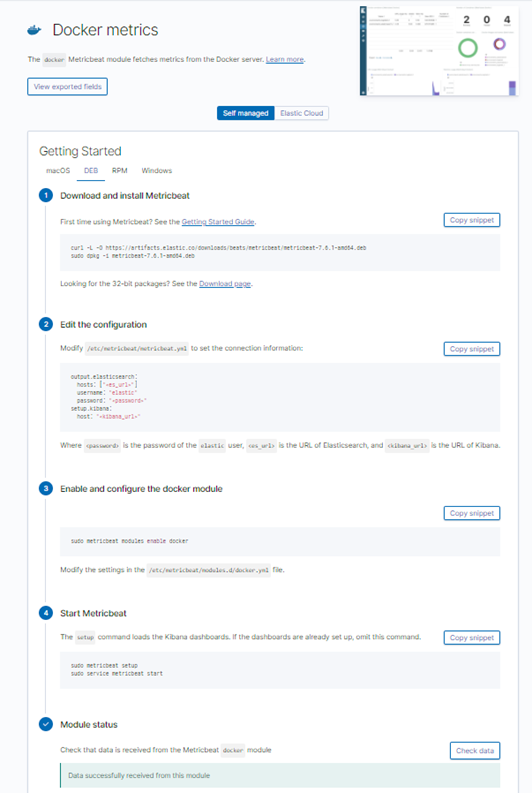 Docker metrics
2 0 4
The docker Metricbeat module fetches metrics from the Docker server. Learn more.
View exported fields
Self managed Elastic Cloud
Getting Started
macOS DEB RPM Windows
1 Download and install Metricbeat
First time using Metricbeat? See the Getting Started Guide. Copy snippet
curl -L -O https://artifacts.elastic.co/downloads/beats/metricbeat/metricbeat-7.6.1-amd64.deb
sudo dpkg -i metricbeat-7.6.1-amd64.deb
Looking for the 32-bit packages? See the Download page.
2 Edit the configuration
Modify /etc/metricbeat/metricbeat.yml to set the connection information: Copy snippet
output.elasticsearch:
hosts: ["<es_url>"]
username: "elastic"
password: "<password>"
setup.kibana:
host: "<kibana_url>"
Where <password> is the password of the elastic user, <es_url> is the URL of Elasticsearch, and <kibana_url> is the URL of Kibana.
3 Enable and configure the docker module
Copy snippet
sudo metricbeat modules enable docker
Modify the settings in the /etc/metricbeat/modules.d/docker.yml file.
4 Start Metricbeat
The setup command loads the Kibana dashboards. If the dashboards are already set up, omit this command. Copy snippet
sudo metricbeat setup
sudo service metricbeat start
Module status
Check that data is received from the Metricbeat docker module Check data
Data successfully received from this module